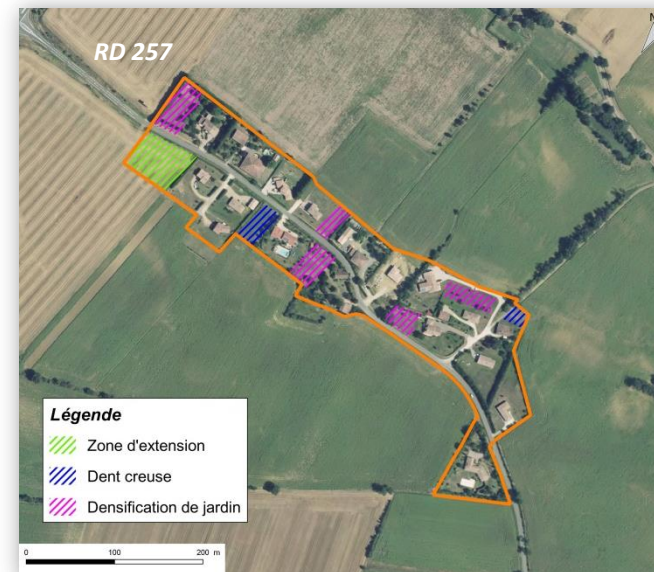 N
RD 257
Légende
Zone d'extension
Dent creuse
Densification de jardin
0 100 200 m